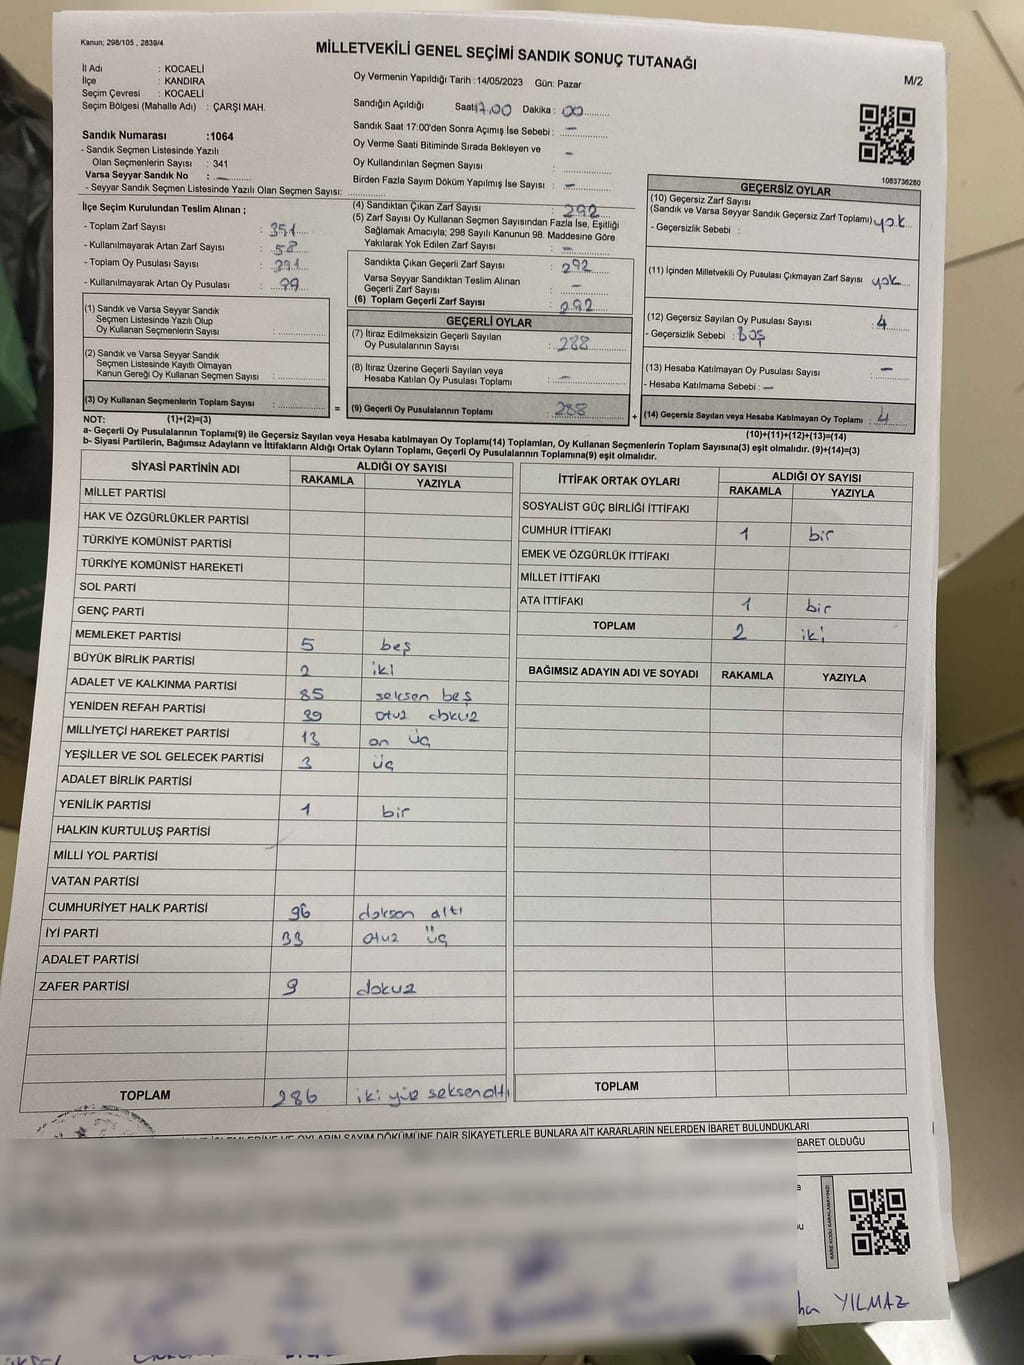 Kanun; 298/105 , 2839/4
MİLLETVEKİLİ GENEL SEÇİMİ SANDIK SONUÇ TUTANAĞI
M/2
İl Adı : KOCAELİ
İlçe : KANDIRA
Seçim Çevresi : KOCAELİ
Seçim Bölgesi (Mahalle Adı) : ÇARŞI MAH.
Sandık Numarası :1064
- Sandık Seçmen Listesinde Yazılı
Olan Seçmenlerin Sayısı : 341
Varsa Seyyar Sandık No : —
- Seyyar Sandık Seçmen Listesinde Yazılı Olan Seçmen Sayısı:
Oy Vermenin Yapıldığı Tarih :14/05/2023 Gün: Pazar
Sandığın Açıldığı Saat: 17.00 Dakika : 00
Sandık Saat 17:00'den Sonra Açımış İse Sebebi : —
Oy Verme Saati Bitiminde Sırada Bekleyen ve
Oy Kullandırılan Seçmen Sayısı : —
Birden Fazla Sayım Döküm Yapılmış İse Sayısı : —
1083736280
İlçe Seçim Kurulundan Teslim Alınan ;
- Toplam Zarf Sayısı : 351
- Kullanılmayarak Artan Zarf Sayısı : 58
- Toplam Oy Pusulası Sayısı : 391
- Kullanılmayarak Artan Oy Pusulası : 99
(1) Sandık ve Varsa Seyyar Sandık
Seçmen Listesinde Yazılı Olup
Oy Kullanan Seçmenlerin Sayısı :
(2) Sandık ve Varsa Seyyar Sandık
Seçmen Listesinde Kayıtlı Olmayan
Kanun Gereği Oy Kullanan Seçmen Sayısı :
(3) Oy Kullanan Seçmenlerin Toplam Sayısı :
(1)+(2)=(3)
(4) Sandıktan Çıkan Zarf Sayısı : 292
(5) Zarf Sayısı Oy Kullanan Seçmen Sayısından Fazla İse, Eşitliği
Sağlamak Amacıyla; 298 Sayılı Kanunun 98. Maddesine Göre
Yakılarak Yok Edilen Zarf Sayısı : —
Sandıkta Çıkan Geçerli Zarf Sayısı : 292
Varsa Seyyar Sandıktan Teslim Alınan
Geçerli Zarf Sayısı : —
(6) Toplam Geçerli Zarf Sayısı : 292
GEÇERLİ OYLAR
(7) İtiraz Edilmeksizin Geçerli Sayılan
Oy Pusulalarının Sayısı : 288
(8) İtiraz Üzerine Geçerli Sayılan veya
Hesaba Katılan Oy Pusulası Toplamı : —
= (9) Geçerli Oy Pusulalarının Toplamı : 288
GEÇERSİZ OYLAR
(10) Geçersiz Zarf Sayısı
(Sandık ve Varsa Seyyar Sandık Geçersiz Zarf Toplamı) yok
- Geçersizlik Sebebi :
(11) İçinden Milletvekili Oy Pusulası Çıkmayan Zarf Sayısı yok
(12) Geçersiz Sayılan Oy Pusulası Sayısı : 4
- Geçersizlik Sebebi : Boş
(13) Hesaba Katılmayan Oy Pusulası Sayısı : —
- Hesaba Katılmama Sebebi : —
+ (14) Geçersiz Sayılan veya Hesaba Katılmayan Oy Toplamı : 4
(10)+(11)+(12)+(13)=(14)
NOT:
a- Geçerli Oy Pusulalarının Toplamı(9) ile Geçersiz Sayılan veya Hesaba katılmayan Oy Toplamı(14) Toplamları, Oy Kullanan Seçmenlerin Toplam Sayısına(3) eşit olmalıdır. (9)+(14)=(3)
b- Siyasi Partilerin, Bağımsız Adayların ve İttifakların Aldığı Ortak Oyların Toplamı, Geçerli Oy Pusulalarının Toplamına(9) eşit olmalıdır.
SİYASİ PARTİNİN ADI ALDIĞI OY SAYISI
RAKAMLA YAZIYLA
MİLLET PARTİSİ
HAK VE ÖZGÜRLÜKLER PARTİSİ
TÜRKİYE KOMÜNİST PARTİSİ
TÜRKİYE KOMÜNİST HAREKETİ
SOL PARTİ
GENÇ PARTİ
MEMLEKET PARTİSİ 5 beş
BÜYÜK BİRLİK PARTİSİ 2 iki
ADALET VE KALKINMA PARTİSİ 85 seksen beş
YENİDEN REFAH PARTİSİ 39 otuz dokuz
MİLLİYETÇİ HAREKET PARTİSİ 13 on üç
YEŞİLLER VE SOL GELECEK PARTİSİ 3 üç
ADALET BİRLİK PARTİSİ
YENİLİK PARTİSİ 1 bir
HALKIN KURTULUŞ PARTİSİ
MİLLİ YOL PARTİSİ
VATAN PARTİSİ
CUMHURİYET HALK PARTİSİ 96 doksan altı
İYİ PARTİ 33 otuz üç
ADALET PARTİSİ
ZAFER PARTİSİ 9 dokuz
TOPLAM 286 iki yüz seksen altı
İTTİFAK ORTAK OYLARI ALDIĞI OY SAYISI
RAKAMLA YAZIYLA
SOSYALİST GÜÇ BİRLİĞİ İTTİFAKI
CUMHUR İTTİFAKI 1 bir
EMEK VE ÖZGÜRLÜK İTTİFAKI
MİLLET İTTİFAKI
ATA İTTİFAKI 1 bir
TOPLAM 2 iki
BAĞIMSIZ ADAYIN ADI VE SOYADI RAKAMLA YAZIYLA
TOPLAM
OYLARIN SAYIM DÖKÜMÜNE DAİR ŞİKAYETLERLE BUNLARA AİT KARARLARIN NELERDEN İBARET BULUNDUKLARI
İBARET OLDUĞU
KARE KODU KARALAMAYINIZ!
YILMAZ